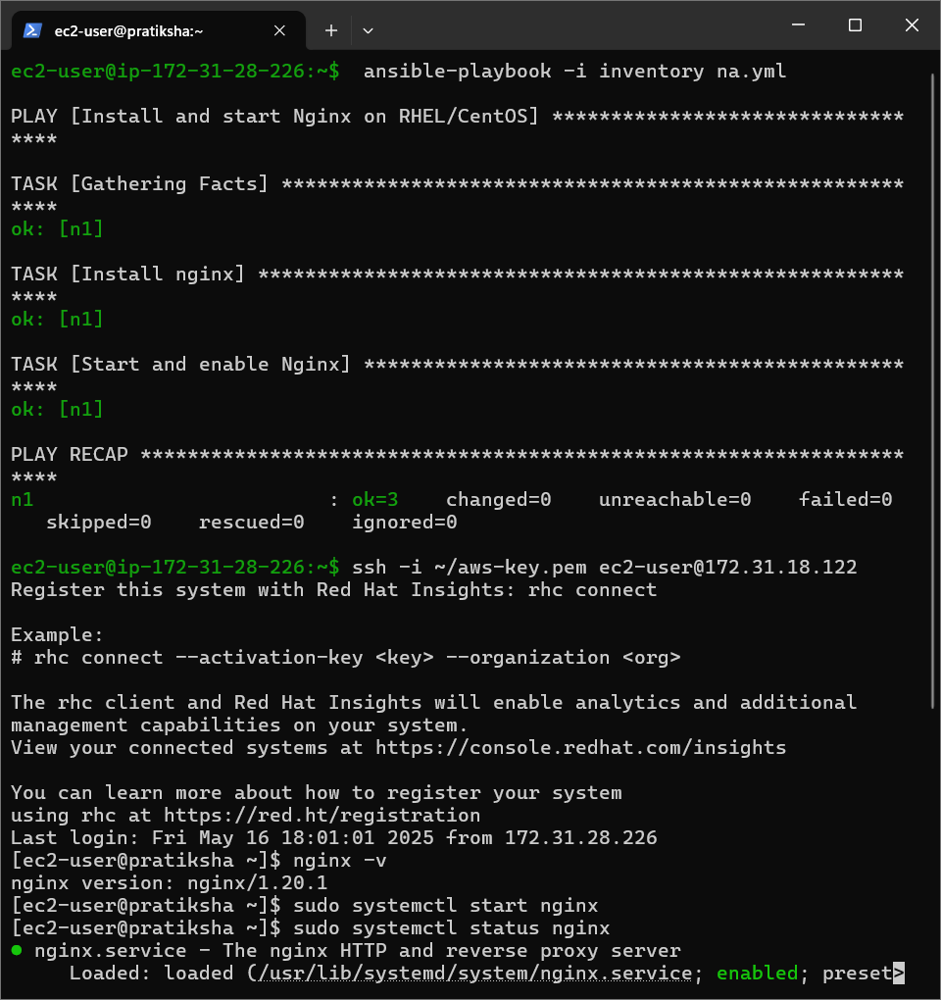 ec2-user@pratiksha:~
ec2-user@ip-172-31-28-226:~$  ansible-playbook -i inventory na.yml
PLAY [Install and start Nginx on RHEL/CentOS] ******************************
****
TASK [Gathering Facts] *****************************************************
****
ok: [n1]
TASK [Install nginx] *******************************************************
****
ok: [n1]
TASK [Start and enable Nginx] **********************************************
****
ok: [n1]
PLAY RECAP *****************************************************************
****
n1                         : ok=3    changed=0    unreachable=0    failed=0
   skipped=0    rescued=0    ignored=0
ec2-user@ip-172-31-28-226:~$ ssh -i ~/aws-key.pem ec2-user@172.31.18.122
Register this system with Red Hat Insights: rhc connect
Example:
# rhc connect --activation-key <key> --organization <org>
The rhc client and Red Hat Insights will enable analytics and additional
management capabilities on your system.
View your connected systems at https://console.redhat.com/insights
You can learn more about how to register your system
using rhc at https://red.ht/registration
Last login: Fri May 16 18:01:01 2025 from 172.31.28.226
[ec2-user@pratiksha ~]$ nginx -v
nginx version: nginx/1.20.1
[ec2-user@pratiksha ~]$ sudo systemctl start nginx
[ec2-user@pratiksha ~]$ sudo systemctl status nginx
● nginx.service - The nginx HTTP and reverse proxy server
     Loaded: loaded (/usr/lib/systemd/system/nginx.service; enabled; preset>